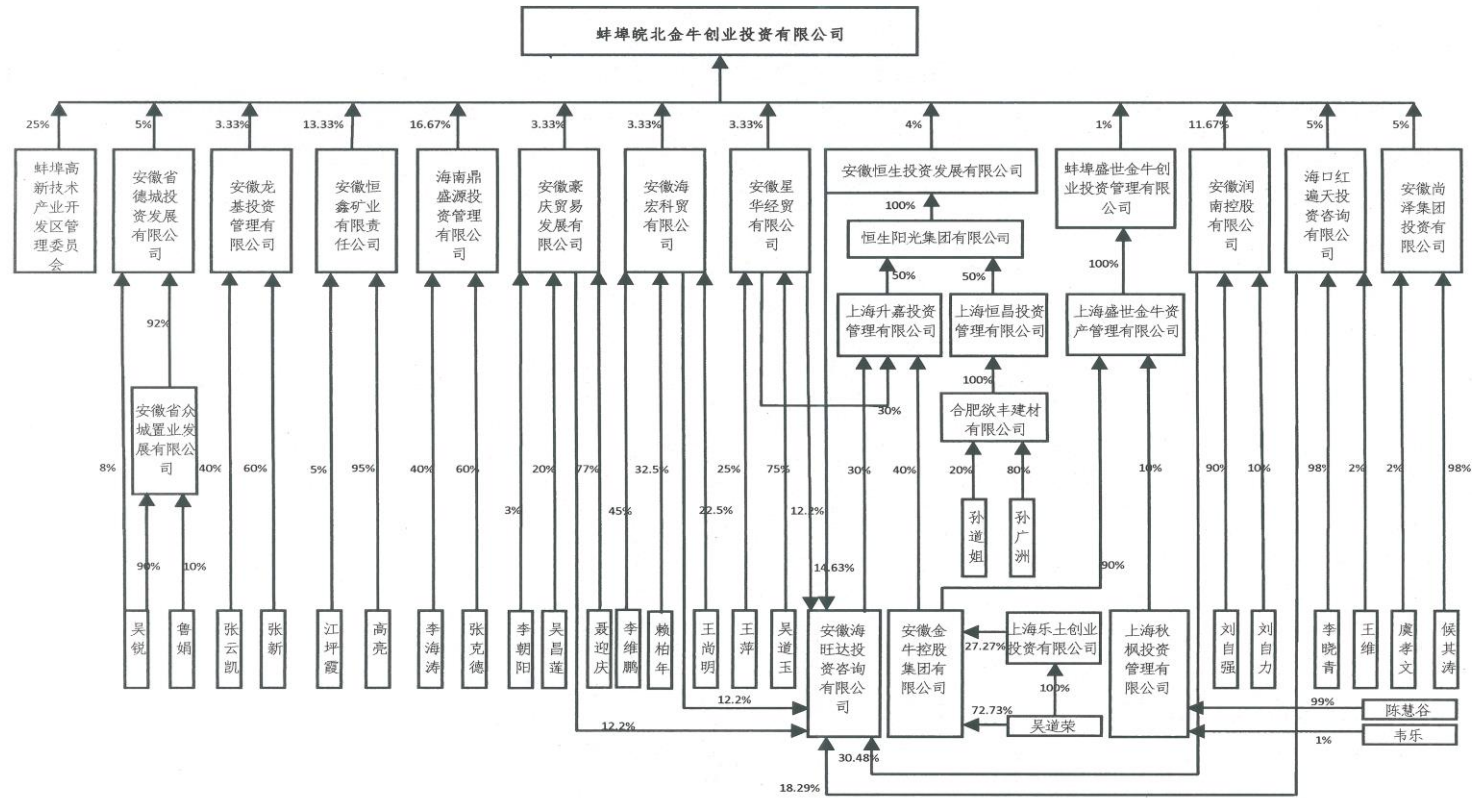 蚌埠皖北金牛创业投资有限公司
25%
5%
3.33%
13.33%
16.67%
3.33%
3.33%
3.33%
4%
1%
11.67%
5%
5%
蚌埠高
新技术
产业开
发区管
理委员
会
安徽省
德城投
资发展
有限公
司
安徽龙
基投资
管理有
限公司
安徽恒
鑫矿业
有限责
任公司
海南鼎
盛源投
资管理
有限公
司
安徽豪
庆贸易
发展有
限公司
安徽海
宏科贸
有限公
司
安徽星
华经贸
有限公
司
安徽恒生投资发展有限公司
100%
恒生阳光集团有限公司
50%
50%
上海升嘉投资
管理有限公司
上海恒昌投资
管理有限公司
100%
合肥欲丰建材
有限公司
20%
80%
孙道姐
孙广洲
蚌埠盛世金牛创
业投资管理有限
公司
100%
上海盛世金牛资
产管理有限公司
安徽润
南控股
有限公
司
海口红
遍天投
资咨询
有限公
司
安徽尚
泽集团
投资有
限公司
92%
安徽省众
城置业发
展有限公
司
8%
40%
60%
5%
95%
40%
60%
3%
20%
77%
45%
32.5%
22.5%
25%
75%
12.2%
14.63%
30%
30%
40%
90%
10%
90%
10%
98%
2%
2%
98%
90%
10%
吴锐
鲁娟
张云凯
张新
江坪霞
高亮
李海涛
张克德
李朝阳
吴昌莲
聂迎庆
李维鹏
赖柏年
王尚明
王萍
吴道玉
安徽海
旺达投
资咨询
有限公
司
安徽金
牛控股
集团有
限公司
27.27%
上海乐土创业
投资有限公司
100%
72.73%
吴道荣
上海秋
枫投资
管理有
限公司
刘自强
刘自力
李晓青
王维
虞孝文
候其涛
99%
陈慧谷
1%
韦乐
12.2%
12.2%
30.48%
18.29%